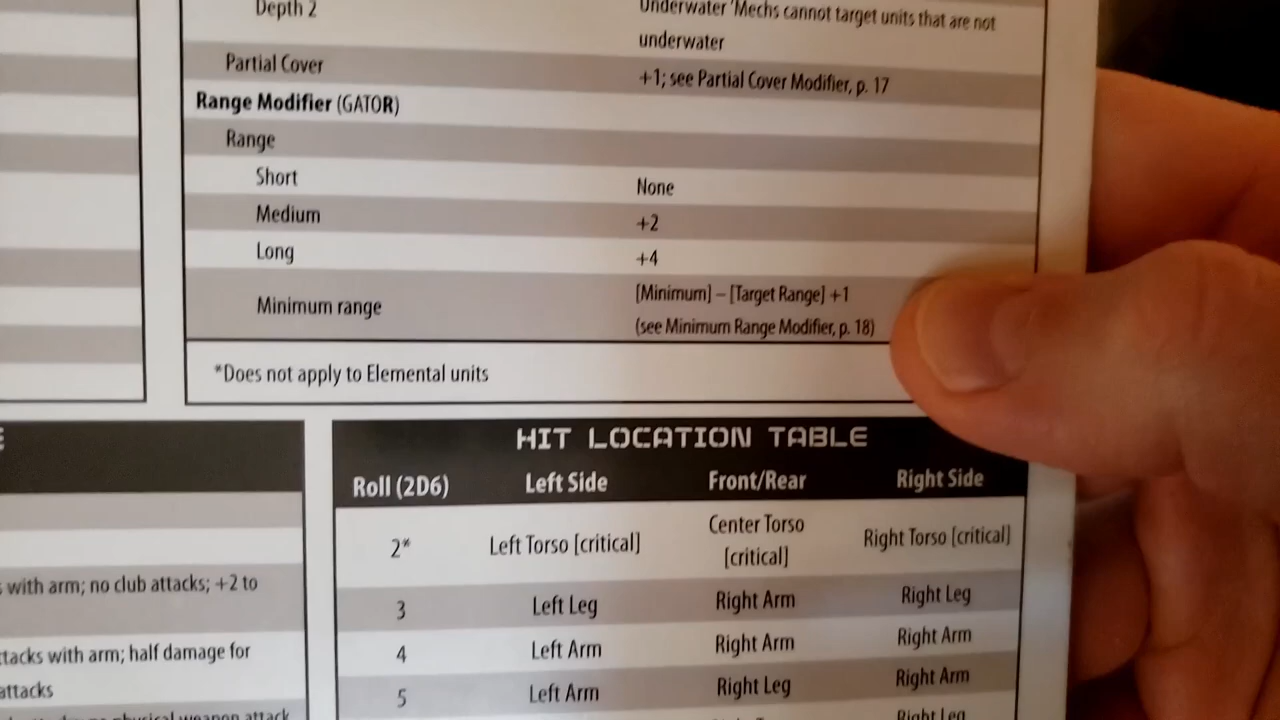 Depth 2 Underwater 'Mechs cannot target units that are not
underwater
Partial Cover +1; see Partial Cover Modifier, p. 17
Range Modifier (GATOR)
Range
Short None
Medium +2
Long +4
Minimum range [Minimum] – [Target Range] +1
(see Minimum Range Modifier, p. 18)
*Does not apply to Elemental units
with arm; no club attacks; +2 to
attacks with arm; half damage for
attacks
HIT LOCATION TABLE
Roll (2D6) Left Side Front/Rear Right Side
2* Left Torso [critical] Center Torso [critical] Right Torso [critical]
3 Left Leg Right Arm Right Leg
4 Left Arm Right Arm Right Arm
5 Left Arm Right Leg Right Arm
Right Leg